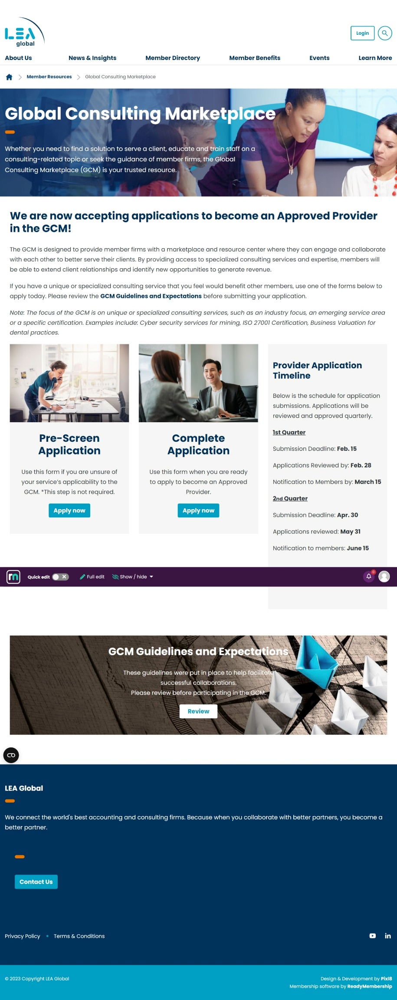 LEA
global
Login
About Us
News & Insights
Member Directory
Member Benefits
Events
Learn More
Member Resources
Global Consulting Marketplace
Global Consulting Marketplace
Whether you need to find a solution to serve a client, educate and train staff on a
consulting-related topic or seek the guidance of member firms, the Global
Consulting Marketplace (GCM) is your trusted resource.
We are now accepting applications to become an Approved Provider
in the GCM!
The GCM is designed to provide member firms with a marketplace and resource center where they can engage and collaborate
with each other to better serve their clients. By providing access to specialized consulting services and expertise, members will
be able to extend client relationships and identify new opportunities to generate revenue.
If you have a unique or specialized consulting service that you feel would benefit other members, use one of the forms below to
apply today. Please review the GCM Guidelines and Expectations before submitting your application.
Note: The focus of the GCM is on unique or specialized consulting services, such as an industry focus, an emerging service area
or a specific certification. Examples include: Cyber security services for mining, ISO 27001 Certification, Business Valuation for
dental practices.
Pre-Screen
Application
Use this form if you are unsure of
your service's applicability to the
GCM. *This step is not required.
Apply now
Complete
Application
Use this form when you are ready
to apply to become an Approved
Provider.
Apply now
Provider Application
Timeline
Below is the schedule for application
submissions. Applications will be
reviewed and approved quarterly.
1st Quarter
Submission Deadline: Feb. 15
Applications Reviewed by: Feb. 28
Notification to Members by: March 15
2nd Quarter
Submission Deadline: Apr. 30
Applications reviewed: May 31
Notification to members: June 15
rm
Quick edit
Full edit
Show / hide
0
GCM Guidelines and Expectations
These guidelines were put in place to help facilitate
successful collaborations.
Please review before participating in the GCM.
Review
LEA Global
We connect the world's best accounting and consulting firms. Because when you collaborate with better partners, you become a
better partner.
Contact Us
Privacy Policy
Terms & Conditions
in
© 2023 Copyright LEA Global
Design & Development by Pixl8
Membership software by ReadyMembership